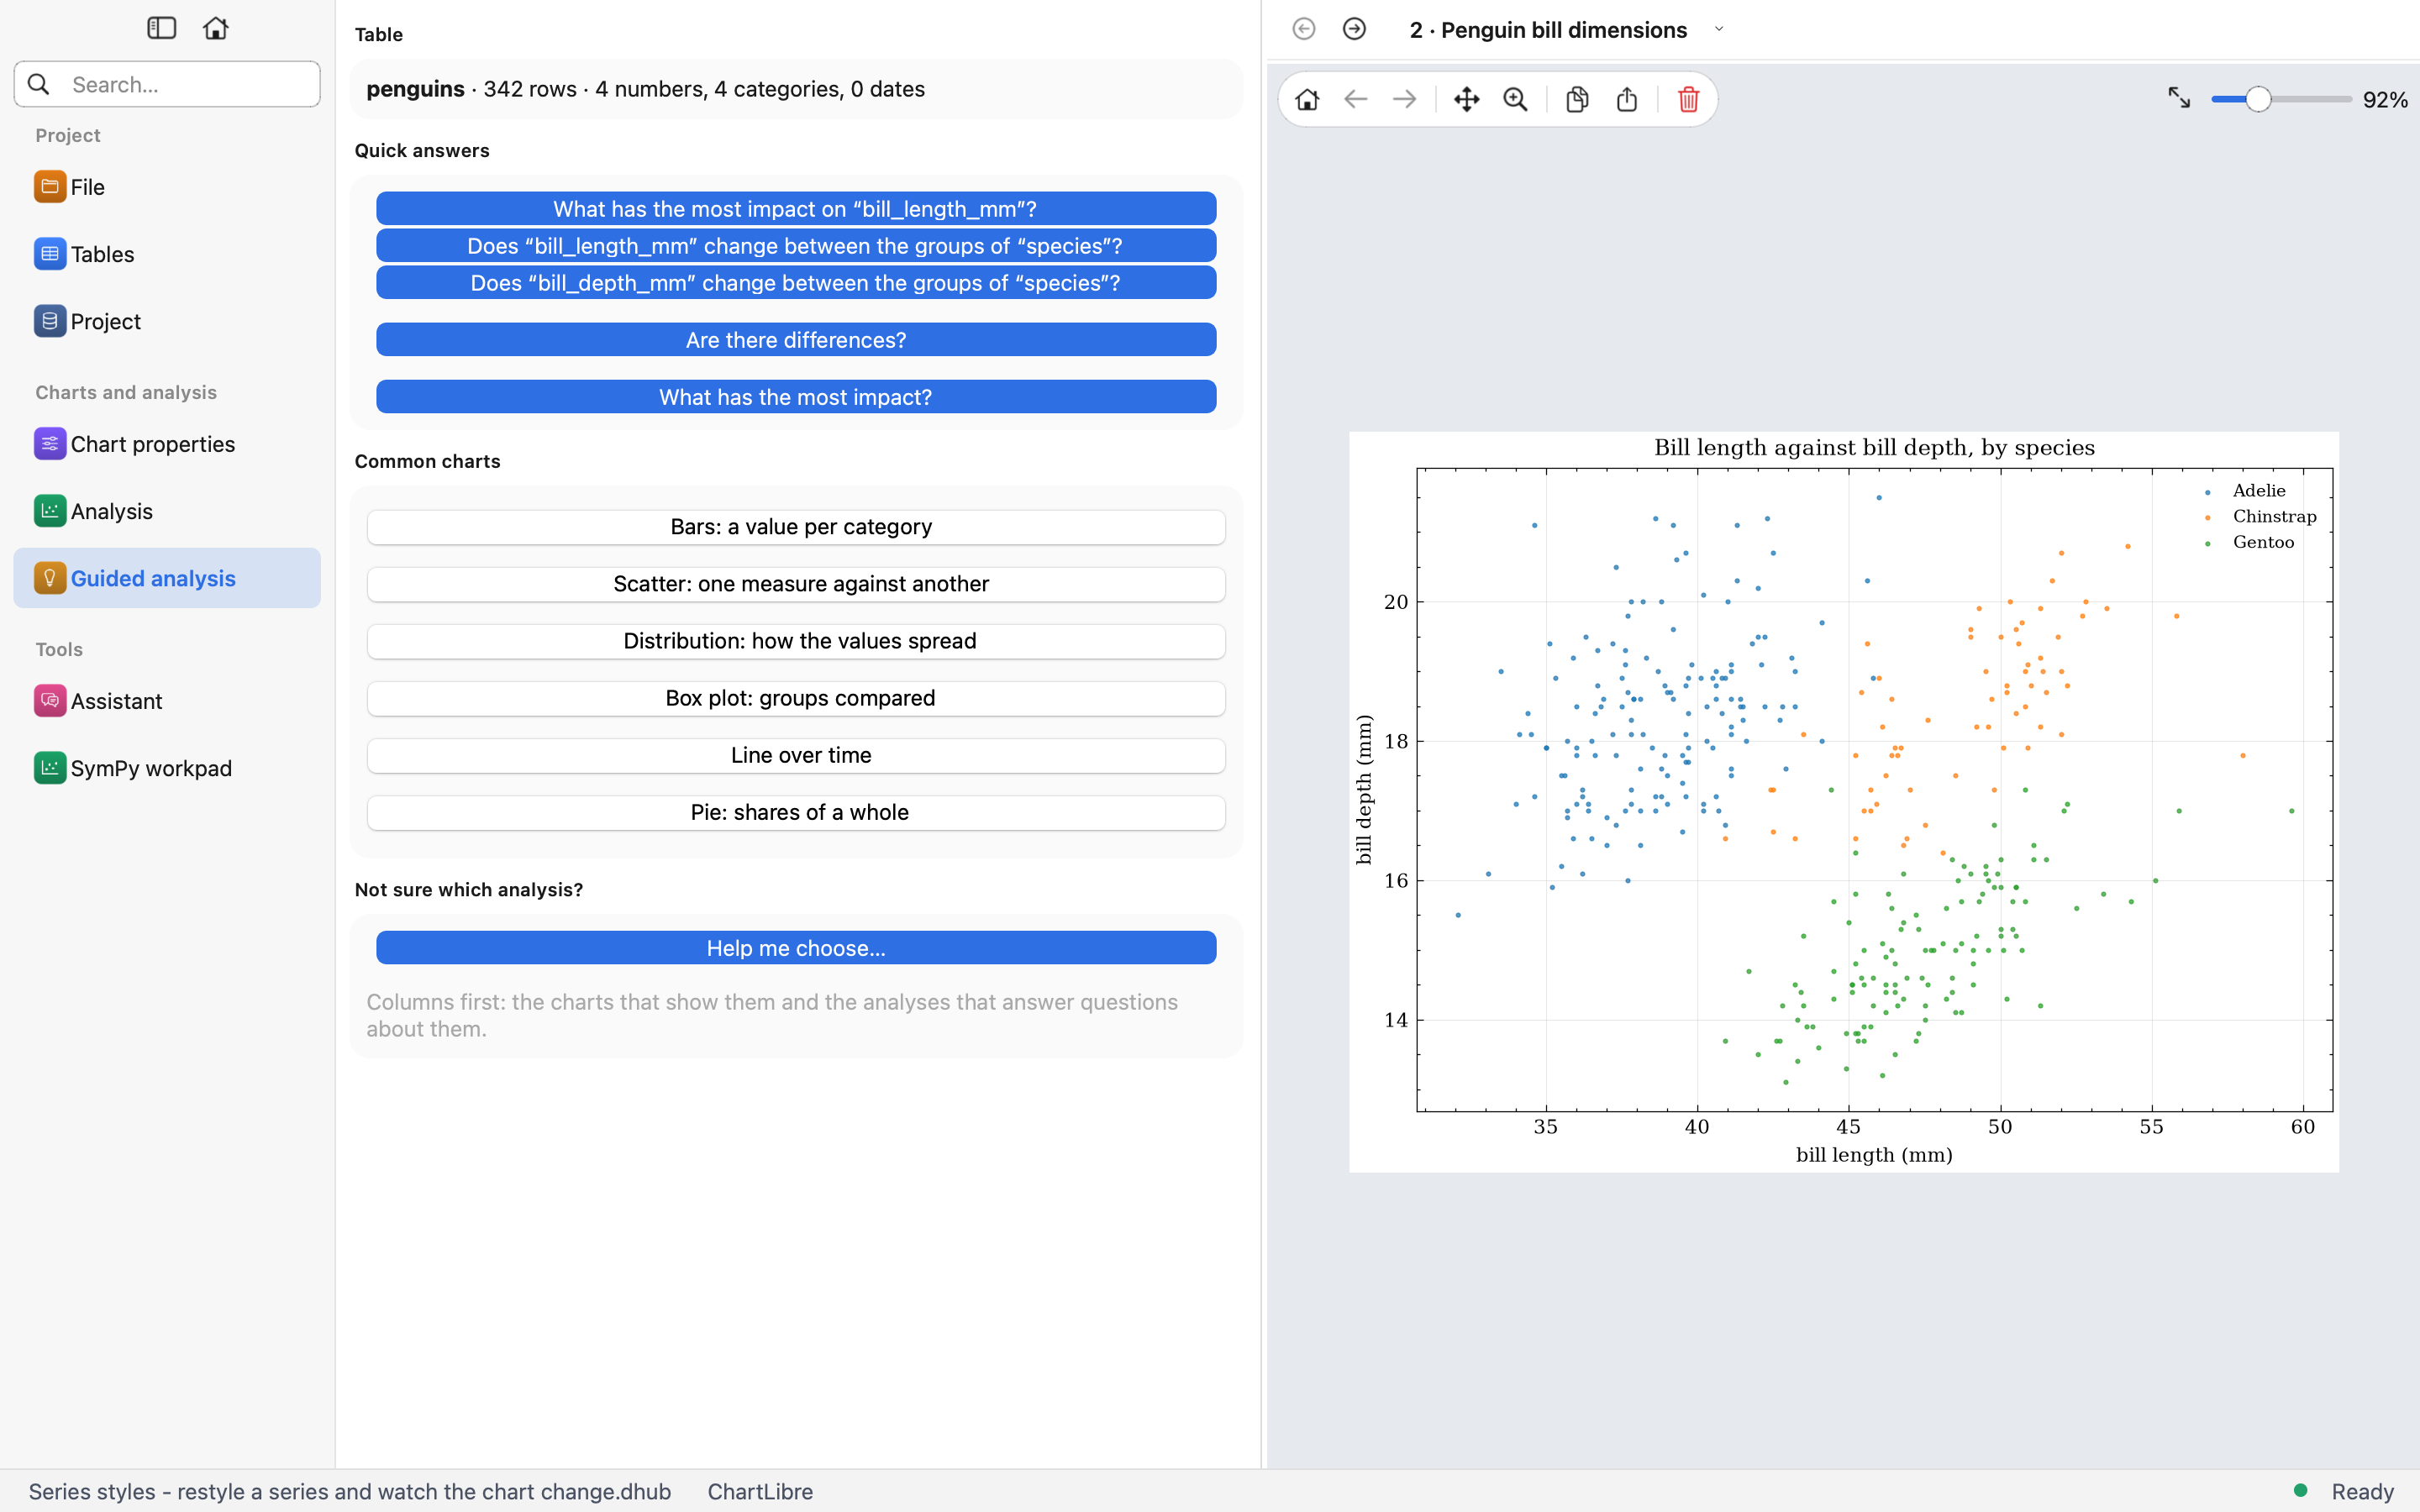 Search...
Project
File
Tables
Project
Charts and analysis
Chart properties
Analysis
Guided analysis
Tools
Assistant
SymPy workpad
Table
penguins · 342 rows · 4 numbers, 4 categories, 0 dates
Quick answers
What has the most impact on “bill_length_mm”?
Does “bill_length_mm” change between the groups of “species”?
Does “bill_depth_mm” change between the groups of “species”?
Are there differences?
What has the most impact?
Common charts
Bars: a value per category
Scatter: one measure against another
Distribution: how the values spread
Box plot: groups compared
Line over time
Pie: shares of a whole
Not sure which analysis?
Help me choose...
Columns first: the charts that show them and the analyses that answer questions
about them.
2 · Penguin bill dimensions
92%
Bill length against bill depth, by species
Adelie
Chinstrap
Gentoo
bill depth (mm)
20
18
16
14
35 40 45 50 55 60
bill length (mm)
Series styles - restyle a series and watch the chart change.dhub ChartLibre
Ready